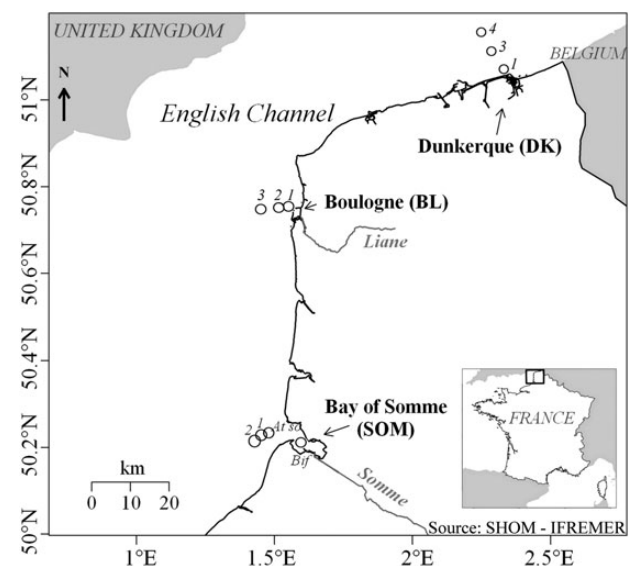 UNITED KINGDOM
4
3
BELGIUM
N
1
51°N
English Channel
Dunkerque (DK)
50.8°N
3 2 1
Boulogne (BL)
Liane
50.6°N
50.4°N
Bay of Somme
(SOM)
FRANCE
2 1 At so
50.2°N
Bif
km
Somme
0 10 20
50°N
Source: SHOM - IFREMER
1°E 1.5°E 2°E 2.5°E